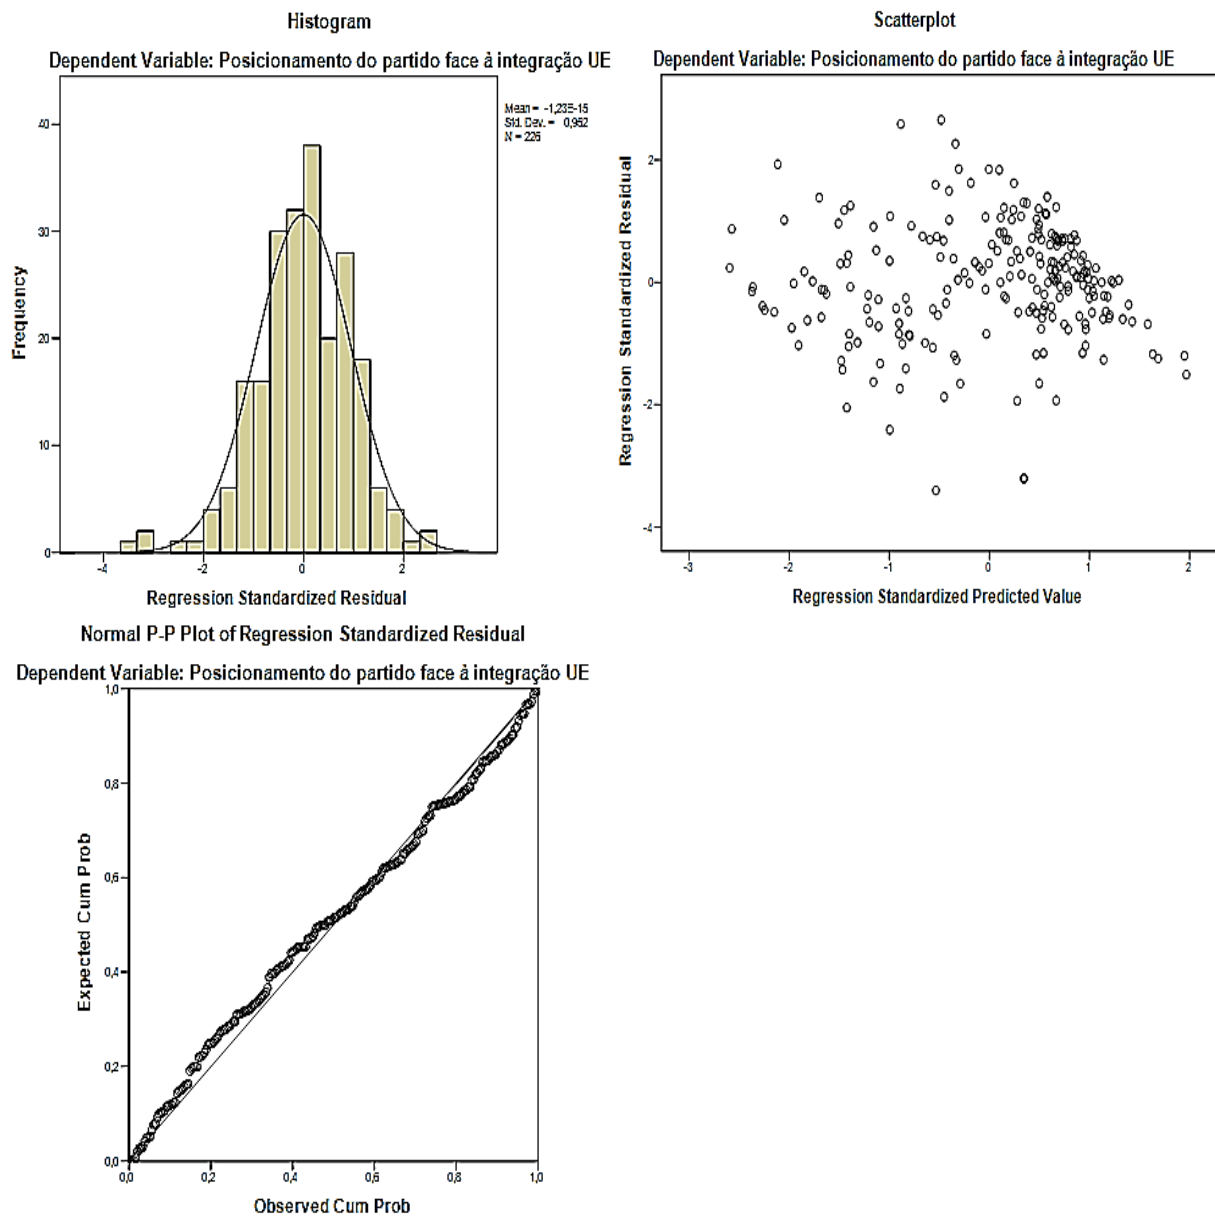 Histogram
Dependent Variable: Posicionamento do partido face à integração UE
Mean = -1,23E-15
Std. Dev. = 0,952
N = 226
Frequency
40
30
20
10
0
-4
-2
0
2
Regression Standardized Residual
Scatterplot
Dependent Variable: Posicionamento do partido face à integração UE
Regression Standardized Residual
2
0
-2
-4
-3
-2
-1
0
1
2
Regression Standardized Predicted Value
Normal P-P Plot of Regression Standardized Residual
Dependent Variable: Posicionamento do partido face à integração UE
Expected Cum Prob
1,0
0,8
0,6
0,4
0,2
0,0
0,0
0,2
0,4
0,6
0,8
1,0
Observed Cum Prob